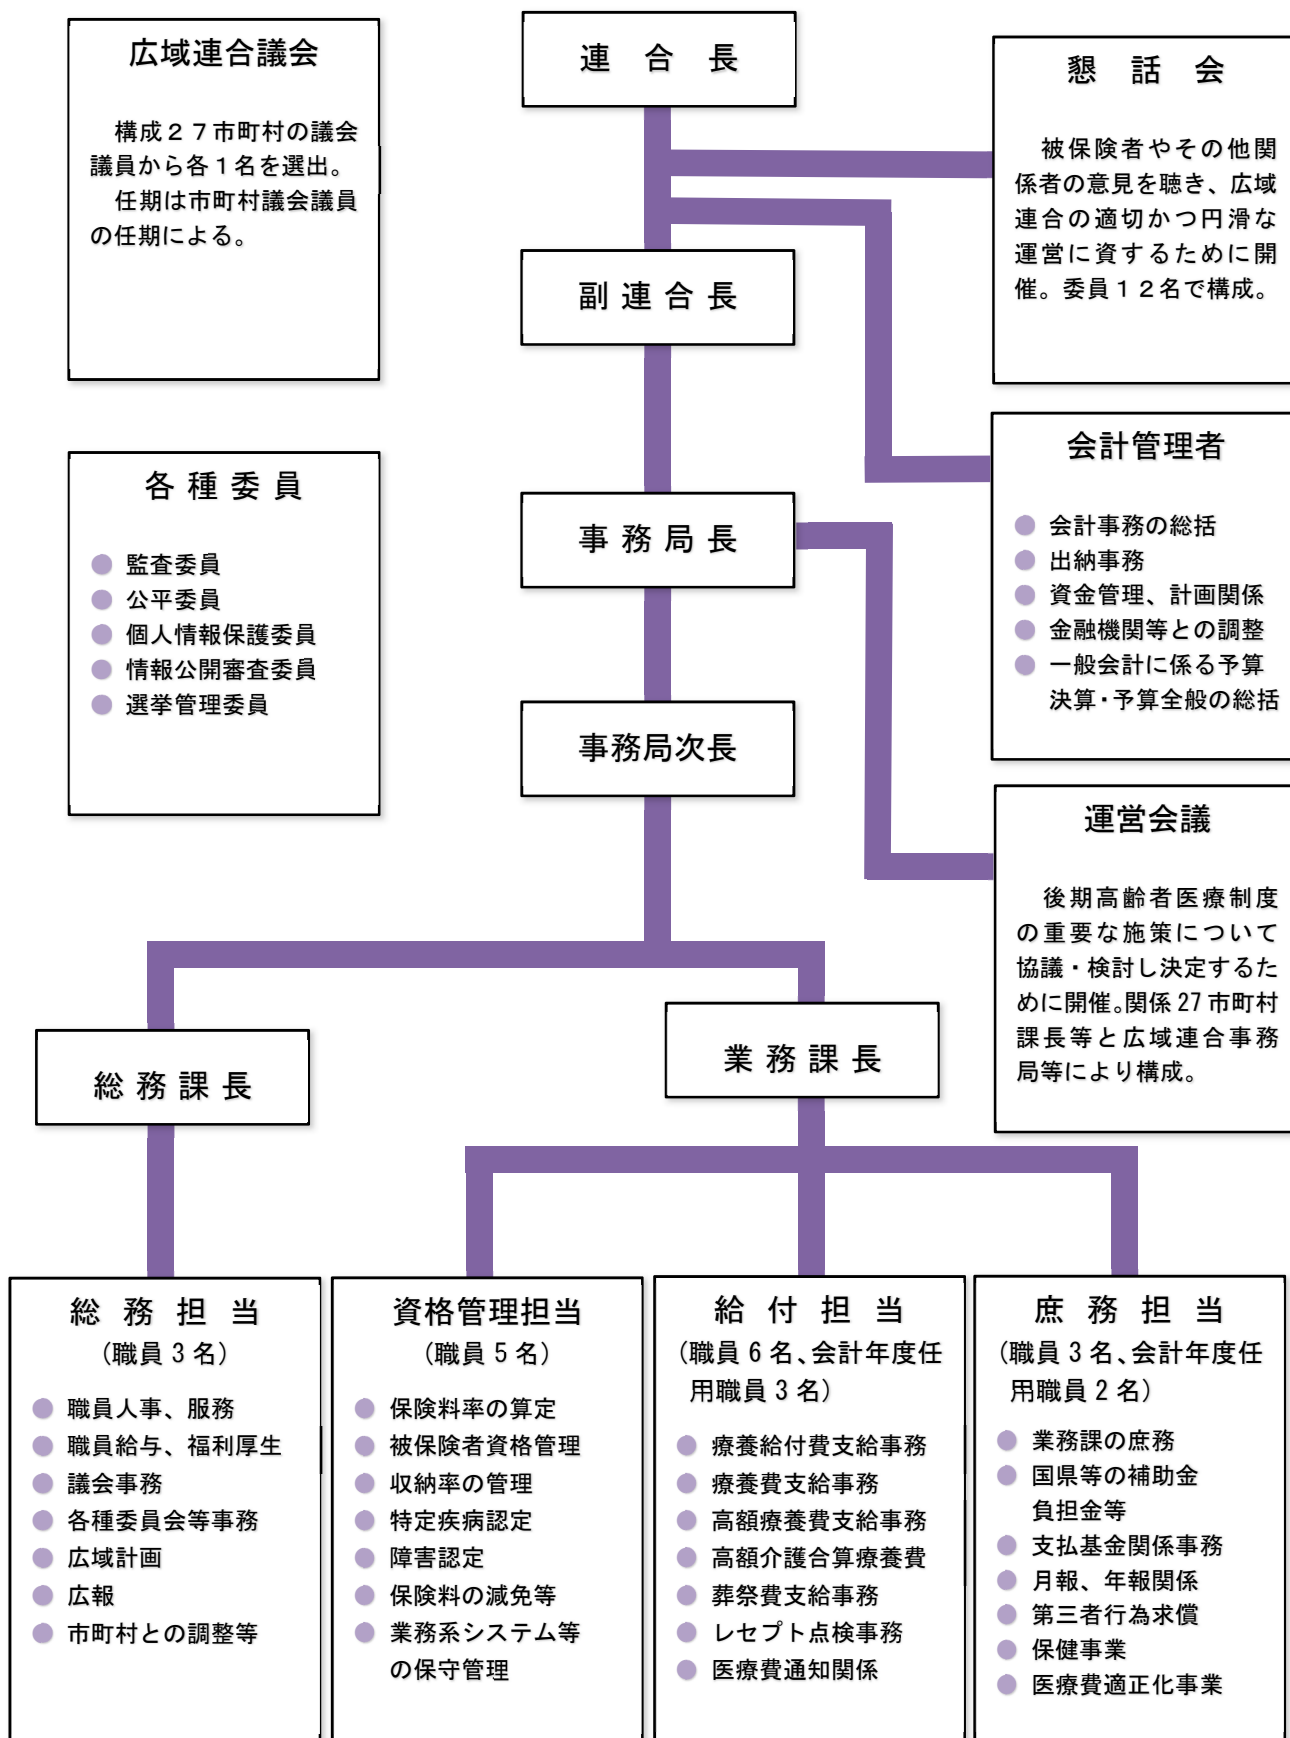 広域連合議会
構成２７市町村の議会
議員から各１名を選出。
任期は市町村議会議員
の任期による。
連　合　長
懇　話　会
被保険者やその他関
係者の意見を聴き、広域
連合の適切かつ円滑な
運営に資するために開
催。委員１２名で構成。
副連合長
各種委員
● 監査委員
● 公平委員
● 個人情報保護委員
● 情報公開審査委員
● 選挙管理委員
会計管理者
● 会計事務の総括
● 出納事務
● 資金管理、計画関係
● 金融機関等との調整
● 一般会計に係る予算
決算・予算全般の総括
事務局長
事務局次長
運営会議
後期高齢者医療制度
の重要な施策について
協議・検討し決定するた
めに開催。関係 27 市町村
課長等と広域連合事務
局等により構成。
総務課長
業務課長
総　務　担　当
（職員 3 名）
● 職員人事、服務
● 職員給与、福利厚生
● 議会事務
● 各種委員会等事務
● 広域計画
● 広報
● 市町村との調整等
資格管理担当
（職員 5 名）
● 保険料率の算定
● 被保険者資格管理
● 収納率の管理
● 特定疾病認定
● 障害認定
● 保険料の減免等
● 業務系システム等
の保守管理
給　付　担　当
（職員 6 名、会計年度任
用職員 3 名）
● 療養給付費支給事務
● 療養費支給事務
● 高額療養費支給事務
● 高額介護合算療養費
● 葬祭費支給事務
● レセプト点検事務
● 医療費通知関係
庶　務　担　当
（職員 3 名、会計年度任
用職員 2 名）
● 業務課の庶務
● 国県等の補助金
負担金等
● 支払基金関係事務
● 月報、年報関係
● 第三者行為求償
● 保健事業
● 医療費適正化事業